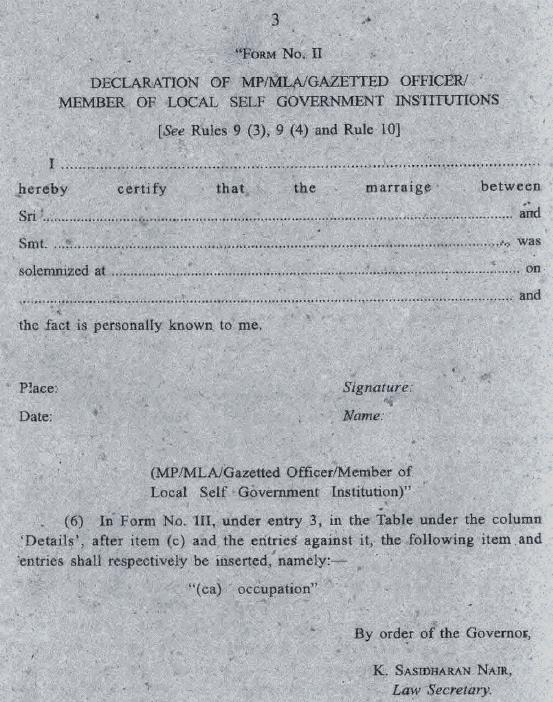 3
"FORM NO. II
DECLARATION OF MP/MLA/GAZETTED OFFICER/
MEMBER OF LOCAL SELF GOVERNMENT INSTITUTIONS
[See Rules 9 (3), 9 (4) and Rule 10]
I ........................................................................
hereby certify that the marraige between
Sri ........................................................................ and
Smt. ........................................................................, was
solemnized at ........................................................................ on
........................................................................ and
the fact is personally known to me.
Place: Signature:
Date: Name:
(MP/MLA/Gazetted Officer/Member of
Local Self Government Institution)"
(6) In Form No. III, under entry 3, in the Table under the column
'Details', after item (c) and the entries against it, the following item and
entries shall respectively be inserted, namely:—
"(ca) occupation"
By order of the Governor,
K. SASIDHARAN NAIR,
Law Secretary.